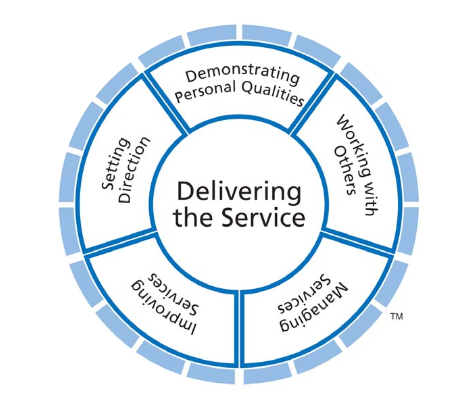 Demonstrating
Personal Qualities
Working with
Others
Managing
Services
Improving
Services
Setting
Direction
Delivering
the Service
TM